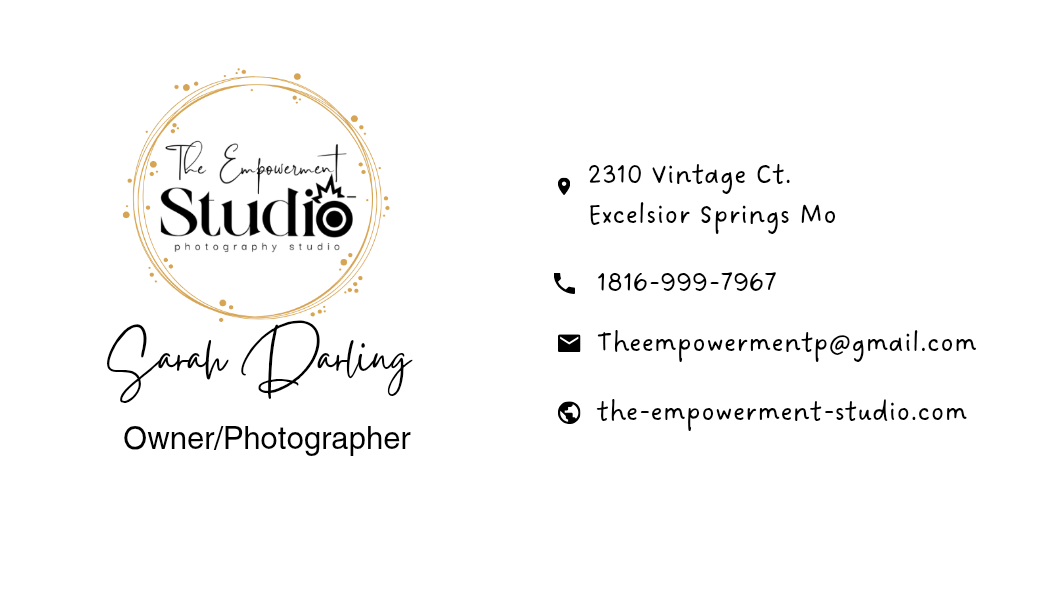 The Empowerment
Studio
photography studio
Sarah Darling
Owner/Photographer
2310 Vintage Ct.
Excelsior Springs Mo
1816-999-7967
Theempowermentp@gmail.com
the-empowerment-studio.com